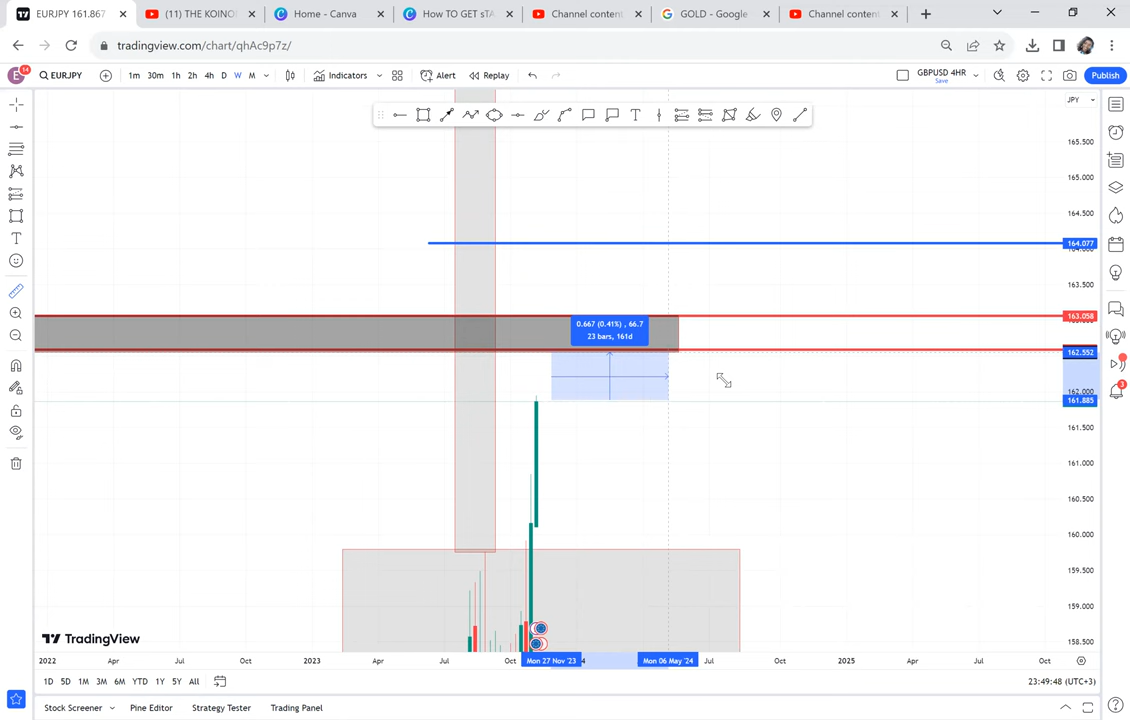 EURJPY 161.867
(11) THE KOINO
Home - Canva
How TO GET sTA
Channel content
GOLD - Google
Channel content
tradingview.com/chart/qhAc9p7z/
E 14
EURJPY
1m 30m 1h 2h 4h D W M
Indicators
Alert
Replay
GBPUSD 4HR
Save
Publish
JPY
165.500
165.000
164.500
164.077
163.500
163.058
0.667 (0.41%) , 66.7
23 bars, 161d
162.552
162.000
161.885
161.500
161.000
160.500
160.000
159.500
159.000
158.500
TradingView
2022 Apr Jul Oct 2023 Apr Jul Oct Mon 27 Nov '23 4 Mon 06 May '24 Jul Oct 2025 Apr Jul Oct
1D 5D 1M 3M 6M YTD 1Y 5Y All
23:49:48 (UTC+3)
Stock Screener
Pine Editor
Strategy Tester
Trading Panel